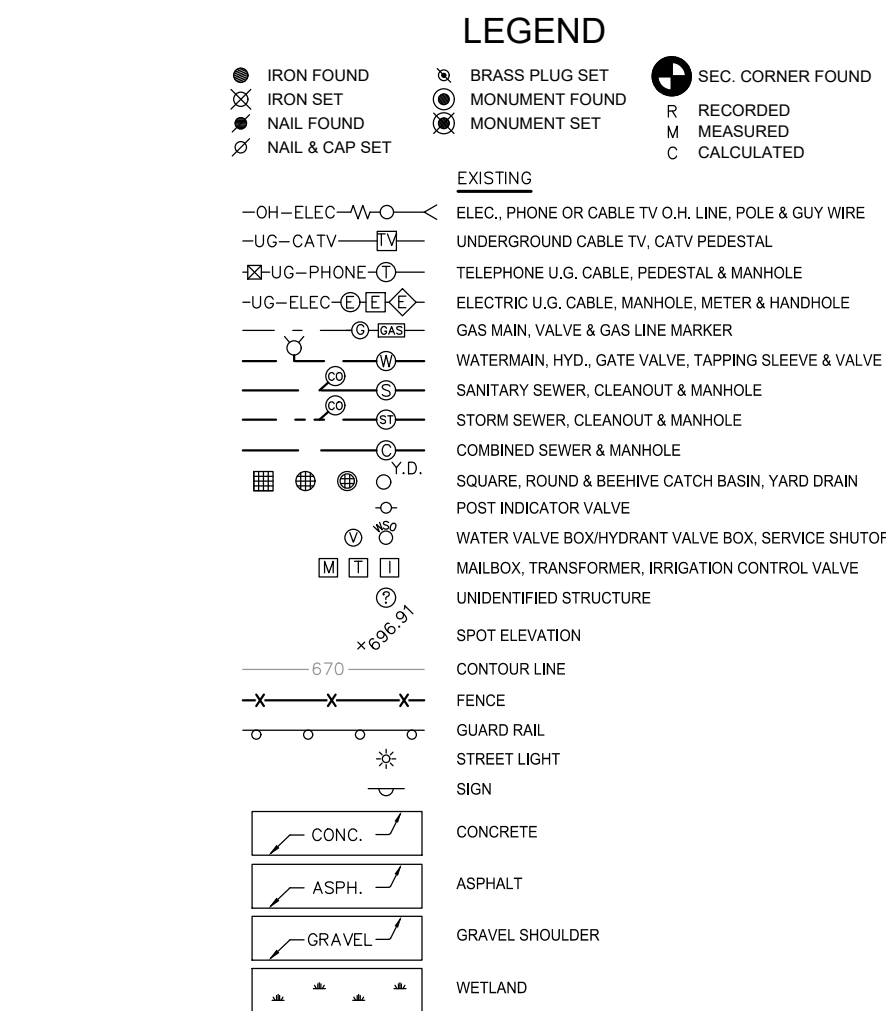 LEGEND
IRON FOUND
IRON SET
NAIL FOUND
NAIL & CAP SET
BRASS PLUG SET
MONUMENT FOUND
MONUMENT SET
SEC. CORNER FOUND
R RECORDED
M MEASURED
C CALCULATED
EXISTING
OH-ELEC ELEC., PHONE OR CABLE TV O.H. LINE, POLE & GUY WIRE
UG-CATV TV UNDERGROUND CABLE TV, CATV PEDESTAL
UG-PHONE T TELEPHONE U.G. CABLE, PEDESTAL & MANHOLE
UG-ELEC E E E ELECTRIC U.G. CABLE, MANHOLE, METER & HANDHOLE
G GAS GAS MAIN, VALVE & GAS LINE MARKER
W WATERMAIN, HYD., GATE VALVE, TAPPING SLEEVE & VALVE
CO S SANITARY SEWER, CLEANOUT & MANHOLE
CO ST STORM SEWER, CLEANOUT & MANHOLE
C COMBINED SEWER & MANHOLE
Y.D. SQUARE, ROUND & BEEHIVE CATCH BASIN, YARD DRAIN
POST INDICATOR VALVE
V WSO WATER VALVE BOX/HYDRANT VALVE BOX, SERVICE SHUTOF
M T I MAILBOX, TRANSFORMER, IRRIGATION CONTROL VALVE
? UNIDENTIFIED STRUCTURE
+696.91 SPOT ELEVATION
670 CONTOUR LINE
X X X FENCE
GUARD RAIL
STREET LIGHT
SIGN
CONC. CONCRETE
ASPH. ASPHALT
GRAVEL GRAVEL SHOULDER
WETLAND